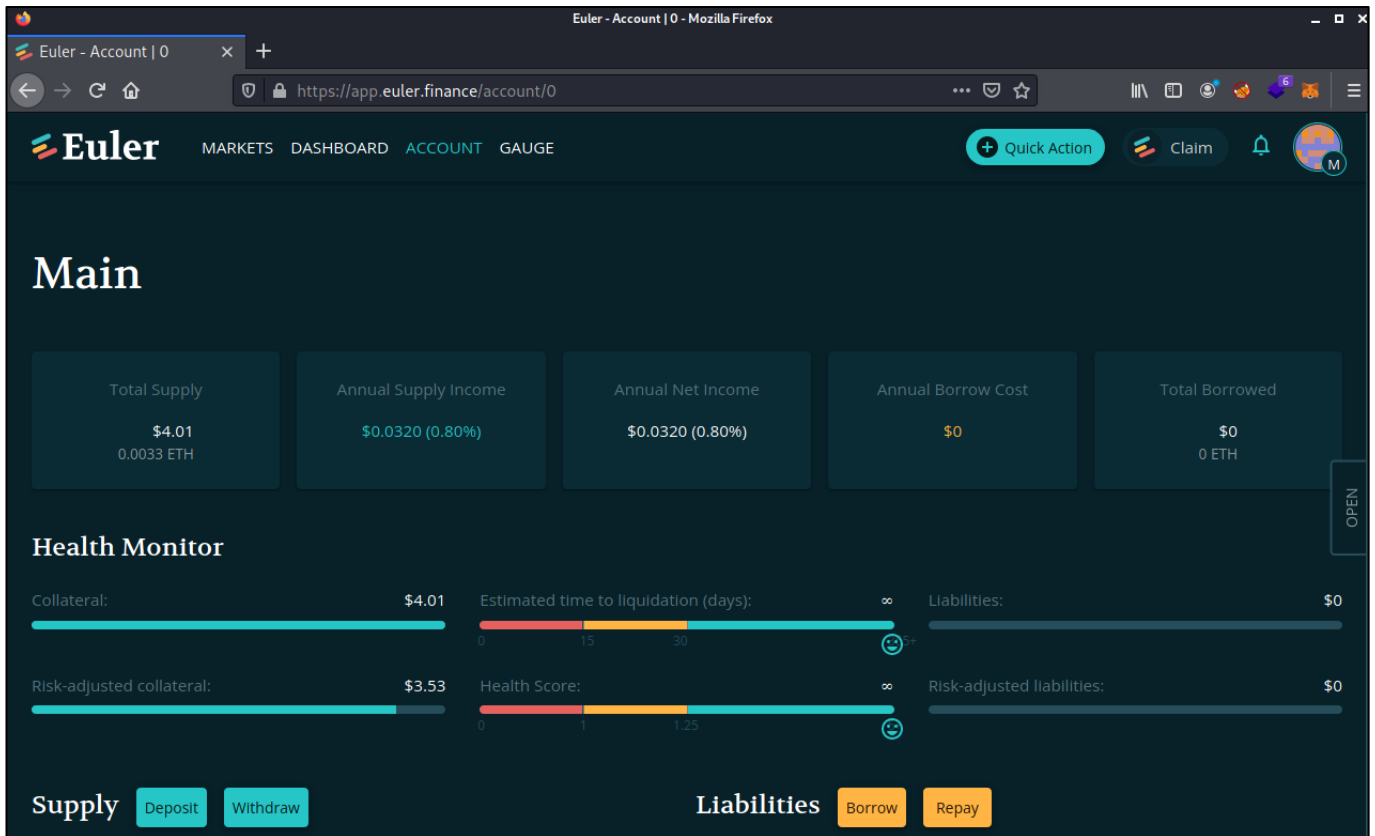 Euler - Account | 0 - Mozilla Firefox
Euler - Account | 0
https://app.euler.finance/account/0
6
Euler MARKETS DASHBOARD ACCOUNT GAUGE Quick Action Claim M
Main
Total Supply Annual Supply Income Annual Net Income Annual Borrow Cost Total Borrowed
$4.01 $0.0320 (0.80%) $0.0320 (0.80%) $0 $0
0.0033 ETH 0 ETH
OPEN
Health Monitor
Collateral: $4.01 Estimated time to liquidation (days): ∞ Liabilities: $0
0 15 30 5+
Risk-adjusted collateral: $3.53 Health Score: ∞ Risk-adjusted liabilities: $0
0 1 1.25
Supply Deposit Withdraw Liabilities Borrow Repay